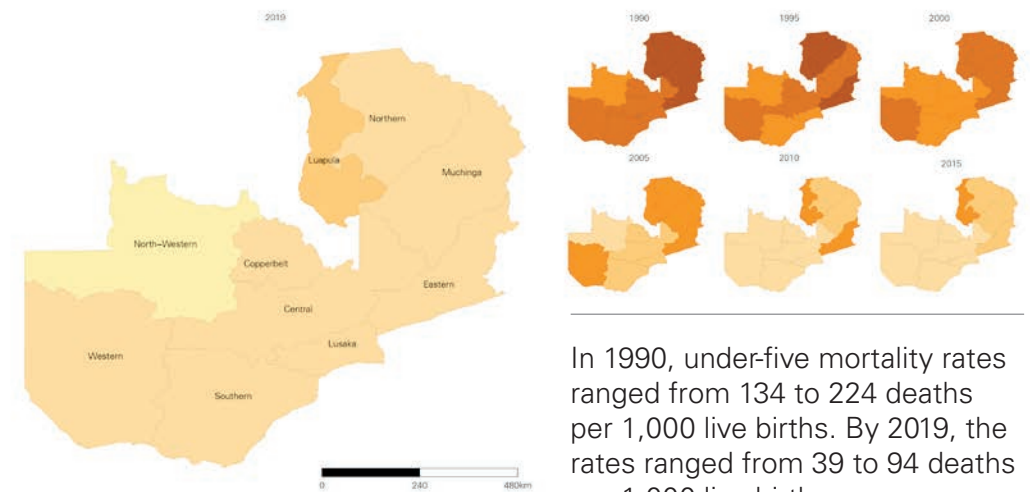 2019
Northern
Luapula
Muchinga
North–Western
Copperbelt
Eastern
Central
Lusaka
Western
Southern
0 240 480km
1990 1995 2000
2005 2010 2015
In 1990, under-five mortality rates
ranged from 134 to 224 deaths
per 1,000 live births. By 2019, the
rates ranged from 39 to 94 deaths